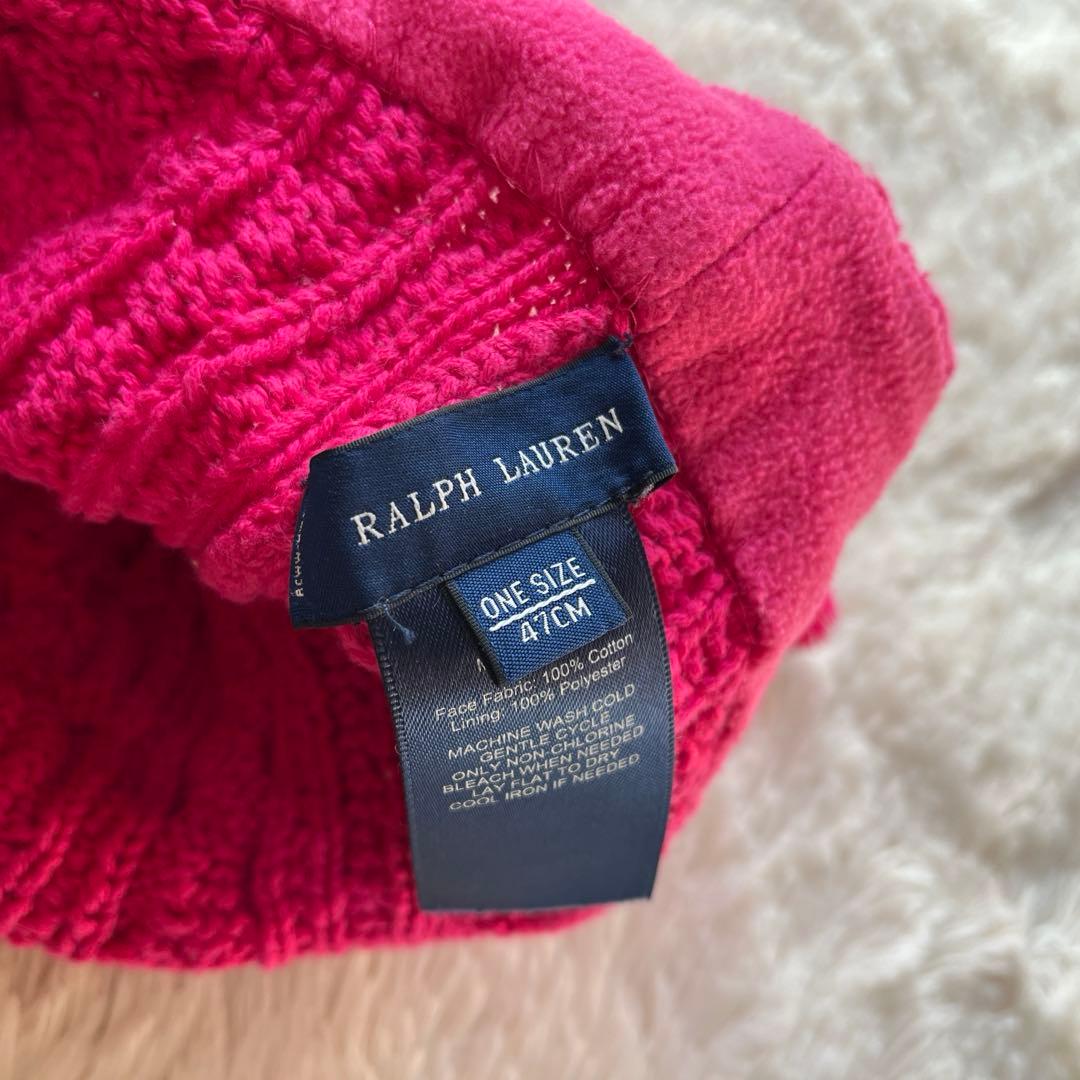 RALPH LAUREN
ONE SIZE
47CM
Face Fabric: 100% Cotton
Lining: 100% Polyester
MACHINE WASH COLD
GENTLE CYCLE
ONLY NON-CHLORINE
BLEACH WHEN NEEDED
LAY FLAT TO DRY
COOL IRON IF NEEDED